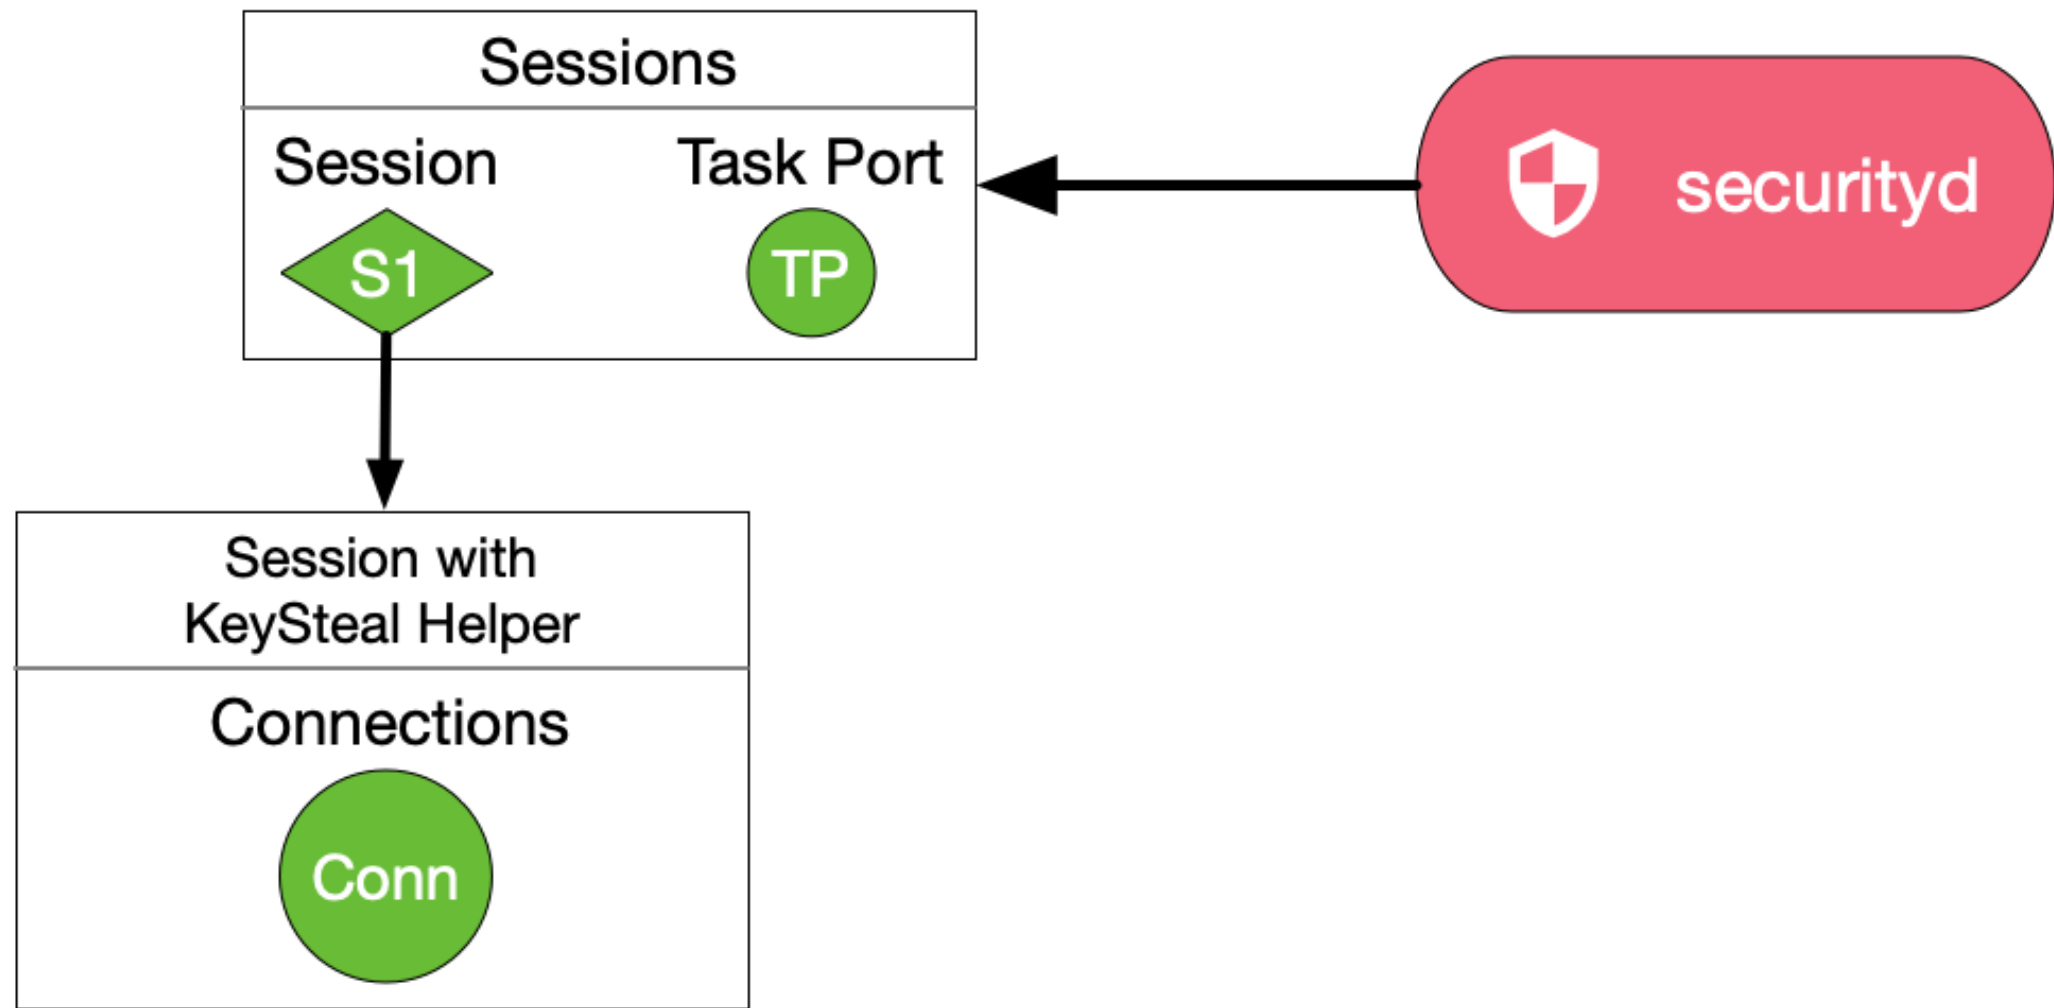 Sessions
Session Task Port
S1 TP
securityd
Session with
KeySteal Helper
Connections
Conn